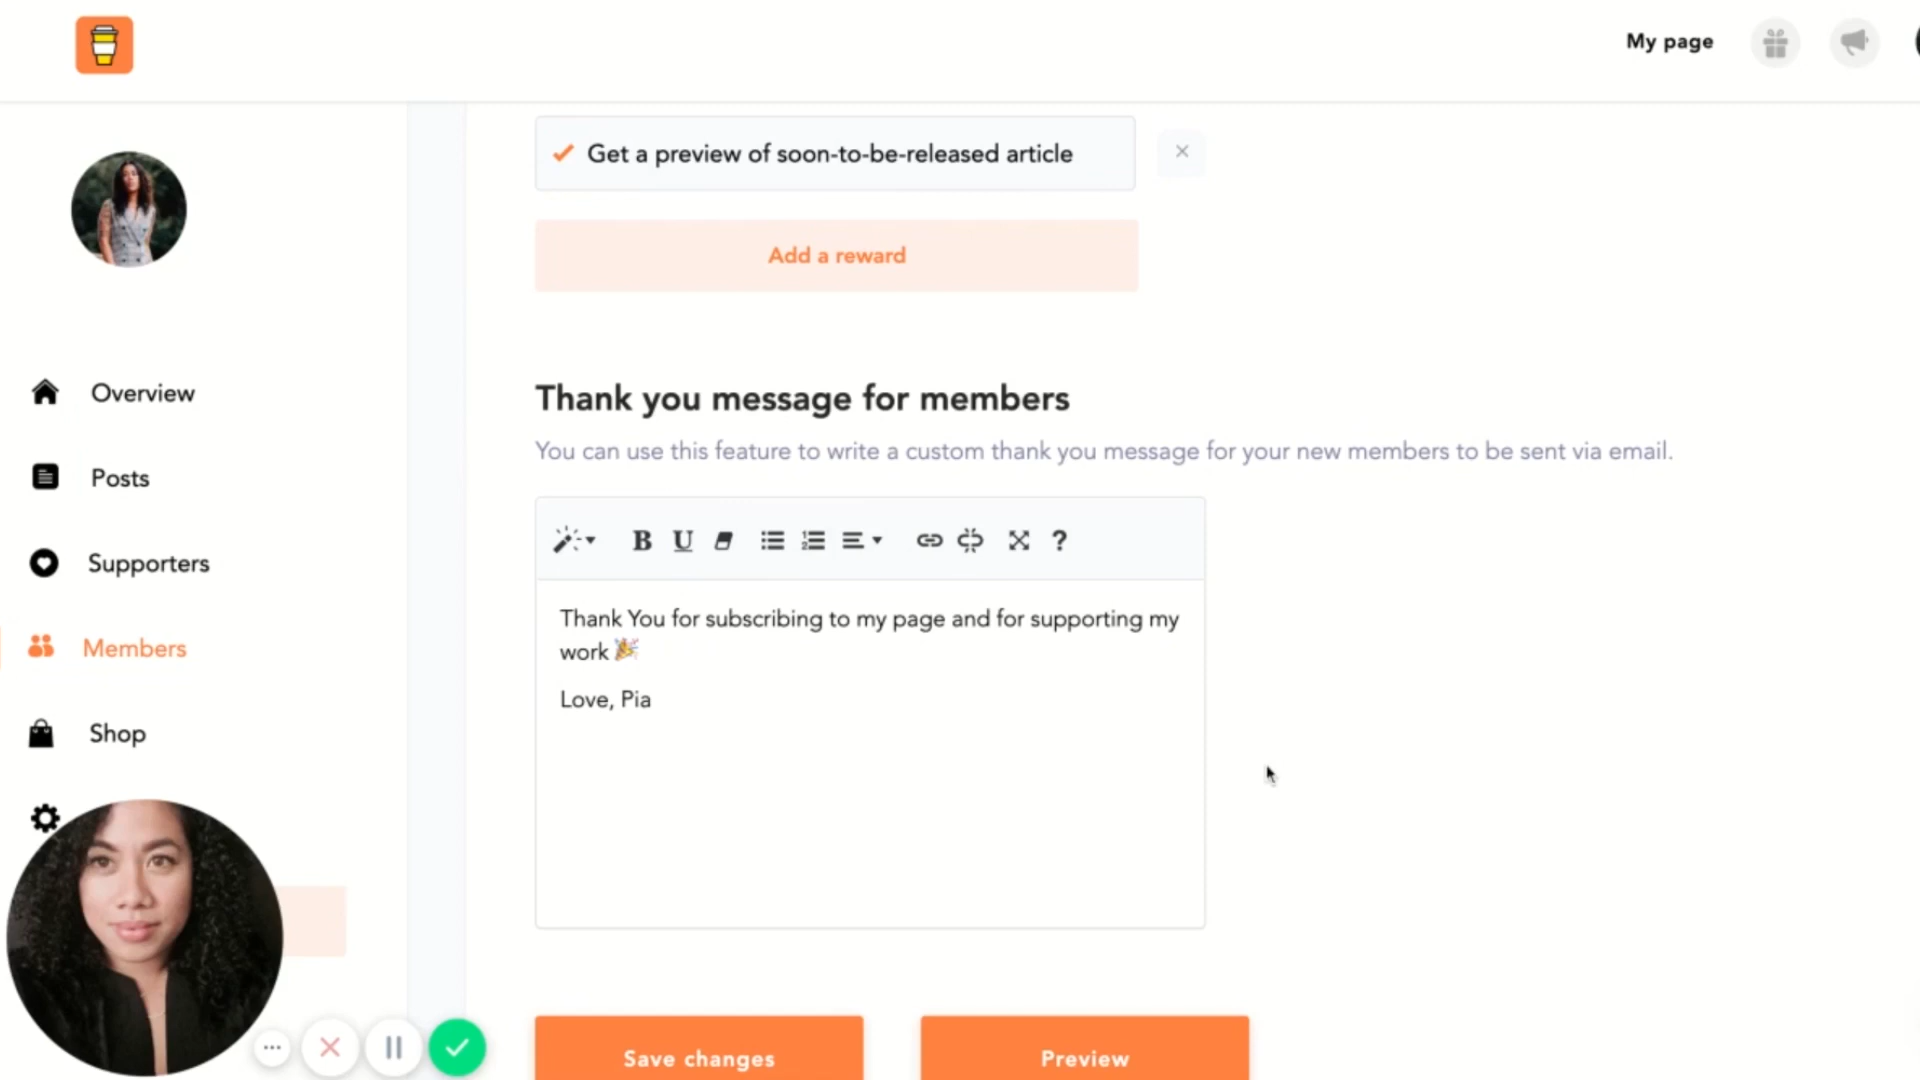 My page
Get a preview of soon-to-be-released article
Add a reward
Overview
Posts
Supporters
Members
Shop
Thank you message for members
You can use this feature to write a custom thank you message for your new members to be sent via email.
B U ?
Thank You for subscribing to my page and for supporting my
work 🎉
Love, Pia
Save changes
Preview